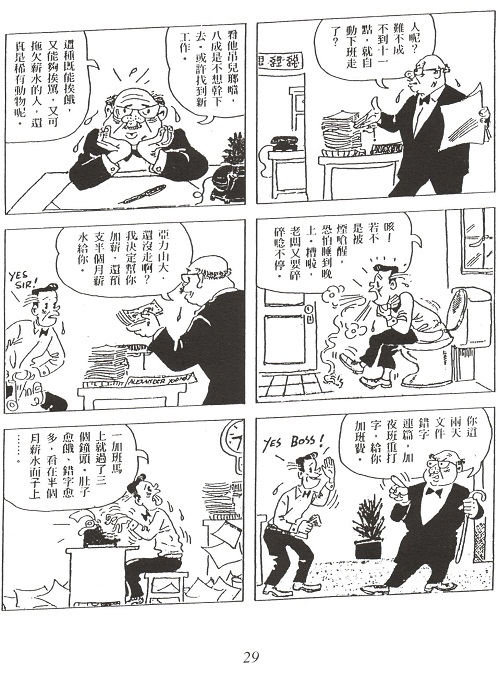 人呢？
難不成
不到十一
點，就自
動下班走
了？
看他吊兒啷噹，
八成是不想幹下
去。或許找到新
工作。
這種既能挨餓，
又能夠挨罵，又可
拖欠薪水的人，還
真是稀有動物呢。
咳！
若不
是被
煙嗆醒，
恐怕睡到晚
上。糟啦，
老闆又要碎
碎唸不停。
亞力山大，
還沒走啊？
我決定幫你
加薪，還預
支半個月薪
水給你。
YES
SIR!
ALEXANDER
你這
兩天
文件
錯字
連篇，加
夜班重打
字，給你
加班費。
YES BOSS!
一加班馬
上就過了三
個鐘頭。肚子
愈餓、錯字愈
多，看在半個
月薪水面子上
……。
29